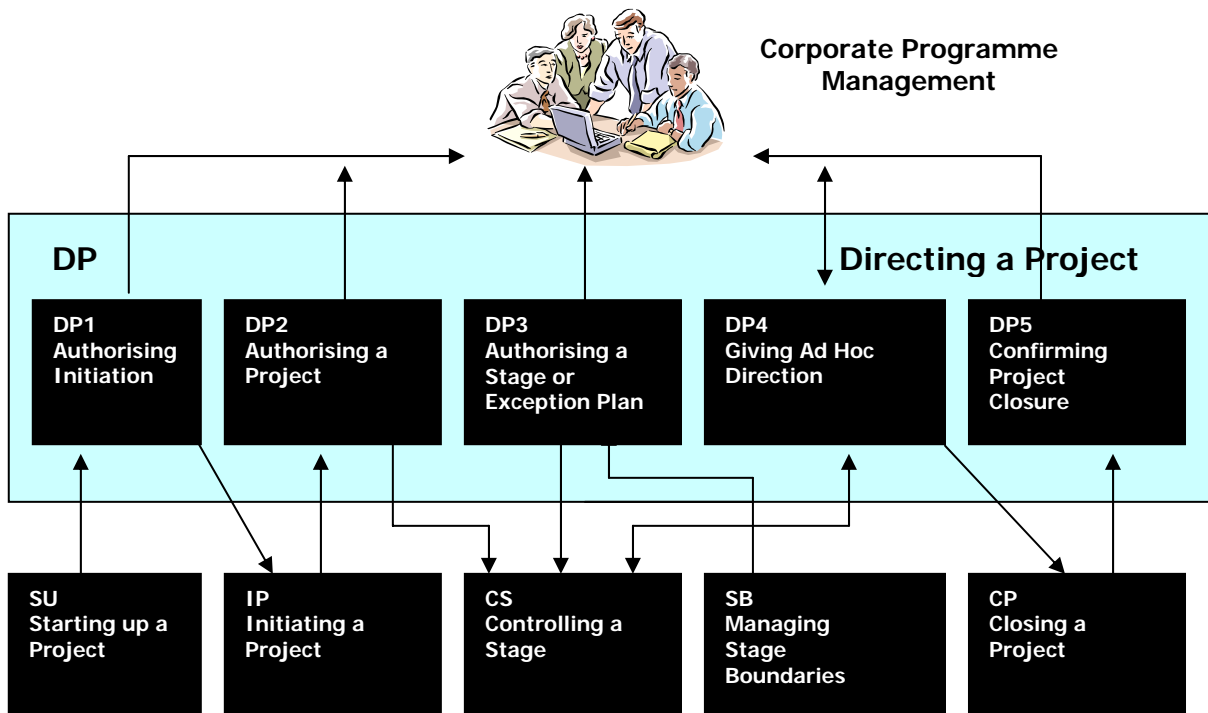 Corporate Programme
Management
DP
Directing a Project
DP1
Authorising
Initiation
DP2
Authorising a
Project
DP3
Authorising a
Stage or
Exception Plan
DP4
Giving Ad Hoc
Direction
DP5
Confirming
Project
Closure
SU
Starting up a
Project
IP
Initiating a
Project
CS
Controlling a
Stage
SB
Managing
Stage
Boundaries
CP
Closing a
Project